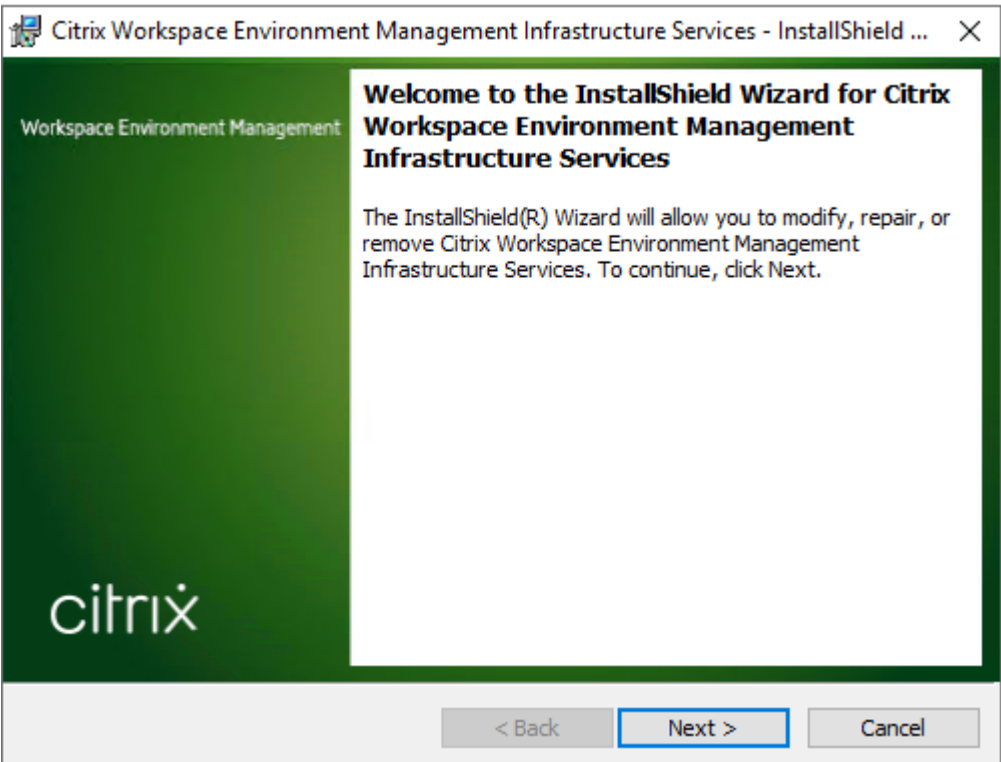 Citrix Workspace Environment Management Infrastructure Services - InstallShield ...
Workspace Environment Management
Welcome to the InstallShield Wizard for Citrix
Workspace Environment Management
Infrastructure Services
The InstallShield(R) Wizard will allow you to modify, repair, or
remove Citrix Workspace Environment Management
Infrastructure Services. To continue, click Next.
citrix
< Back
Next >
Cancel